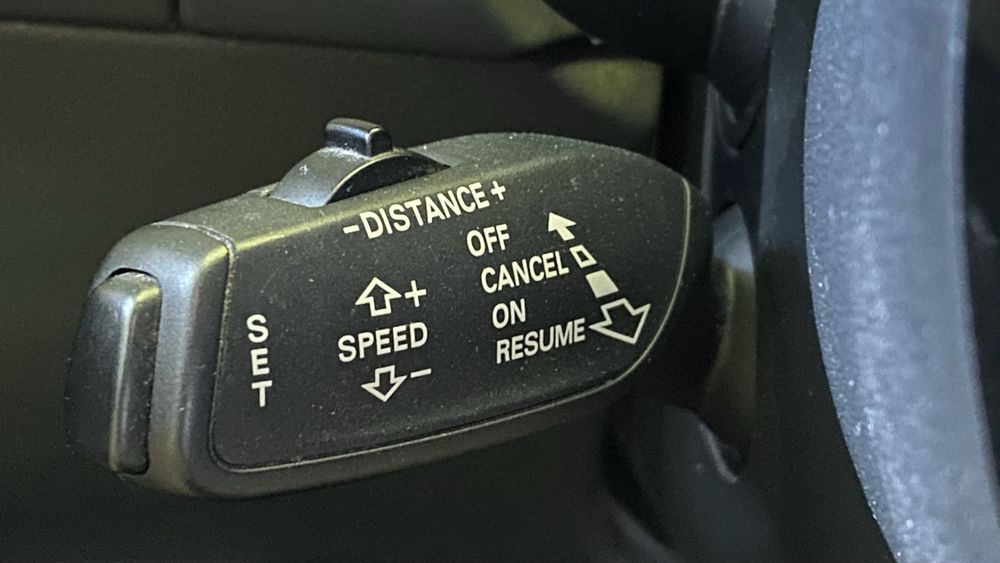 -DISTANCE+
OFF
CANCEL
ON
RESUME
+
SPEED
-
SET